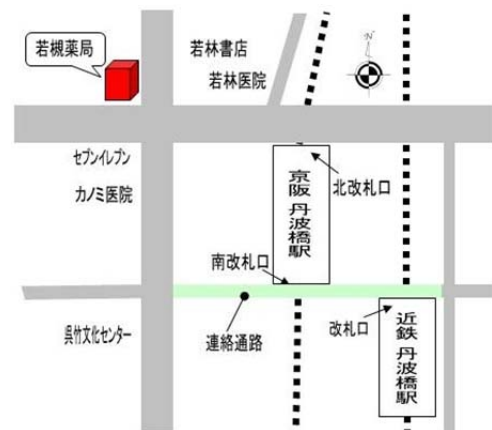 若槻薬局
若林書店
若林医院
N
セブンイレブン
カノミ医院
京阪 丹波橋駅
北改札口
南改札口
呉竹文化センター
連絡通路
改札口
近鉄 丹波橋駅